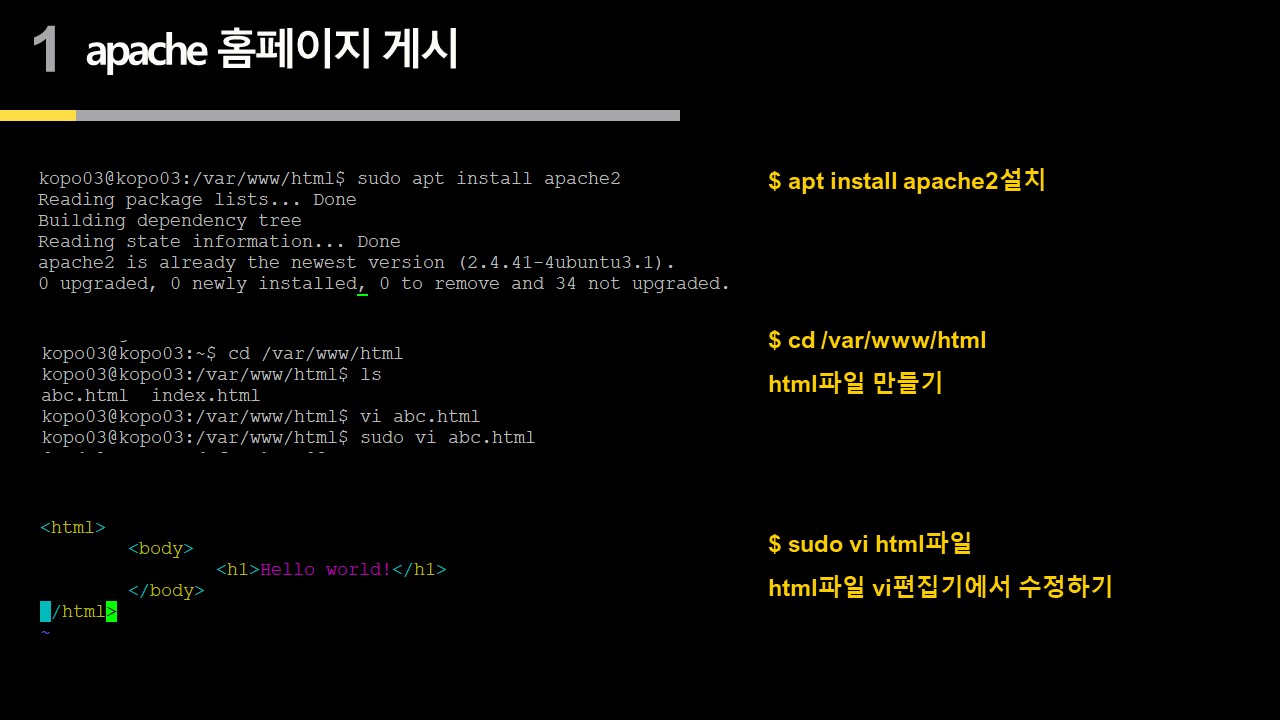 1 apache 홈페이지 게시
kopo03@kopo03:/var/www/html$ sudo apt install apache2
Reading package lists... Done
Building dependency tree
Reading state information... Done
apache2 is already the newest version (2.4.41-4ubuntu3.1).
0 upgraded, 0 newly installed, 0 to remove and 34 not upgraded.
$ apt install apache2설치
kopo03@kopo03:~$ cd /var/www/html
kopo03@kopo03:/var/www/html$ ls
abc.html  index.html
kopo03@kopo03:/var/www/html$ vi abc.html
kopo03@kopo03:/var/www/html$ sudo vi abc.html
$ cd /var/www/html
html파일 만들기
<html>
<body>
<h1>Hello world!</h1>
</body>
</html>
~
$ sudo vi html파일
html파일 vi편집기에서 수정하기